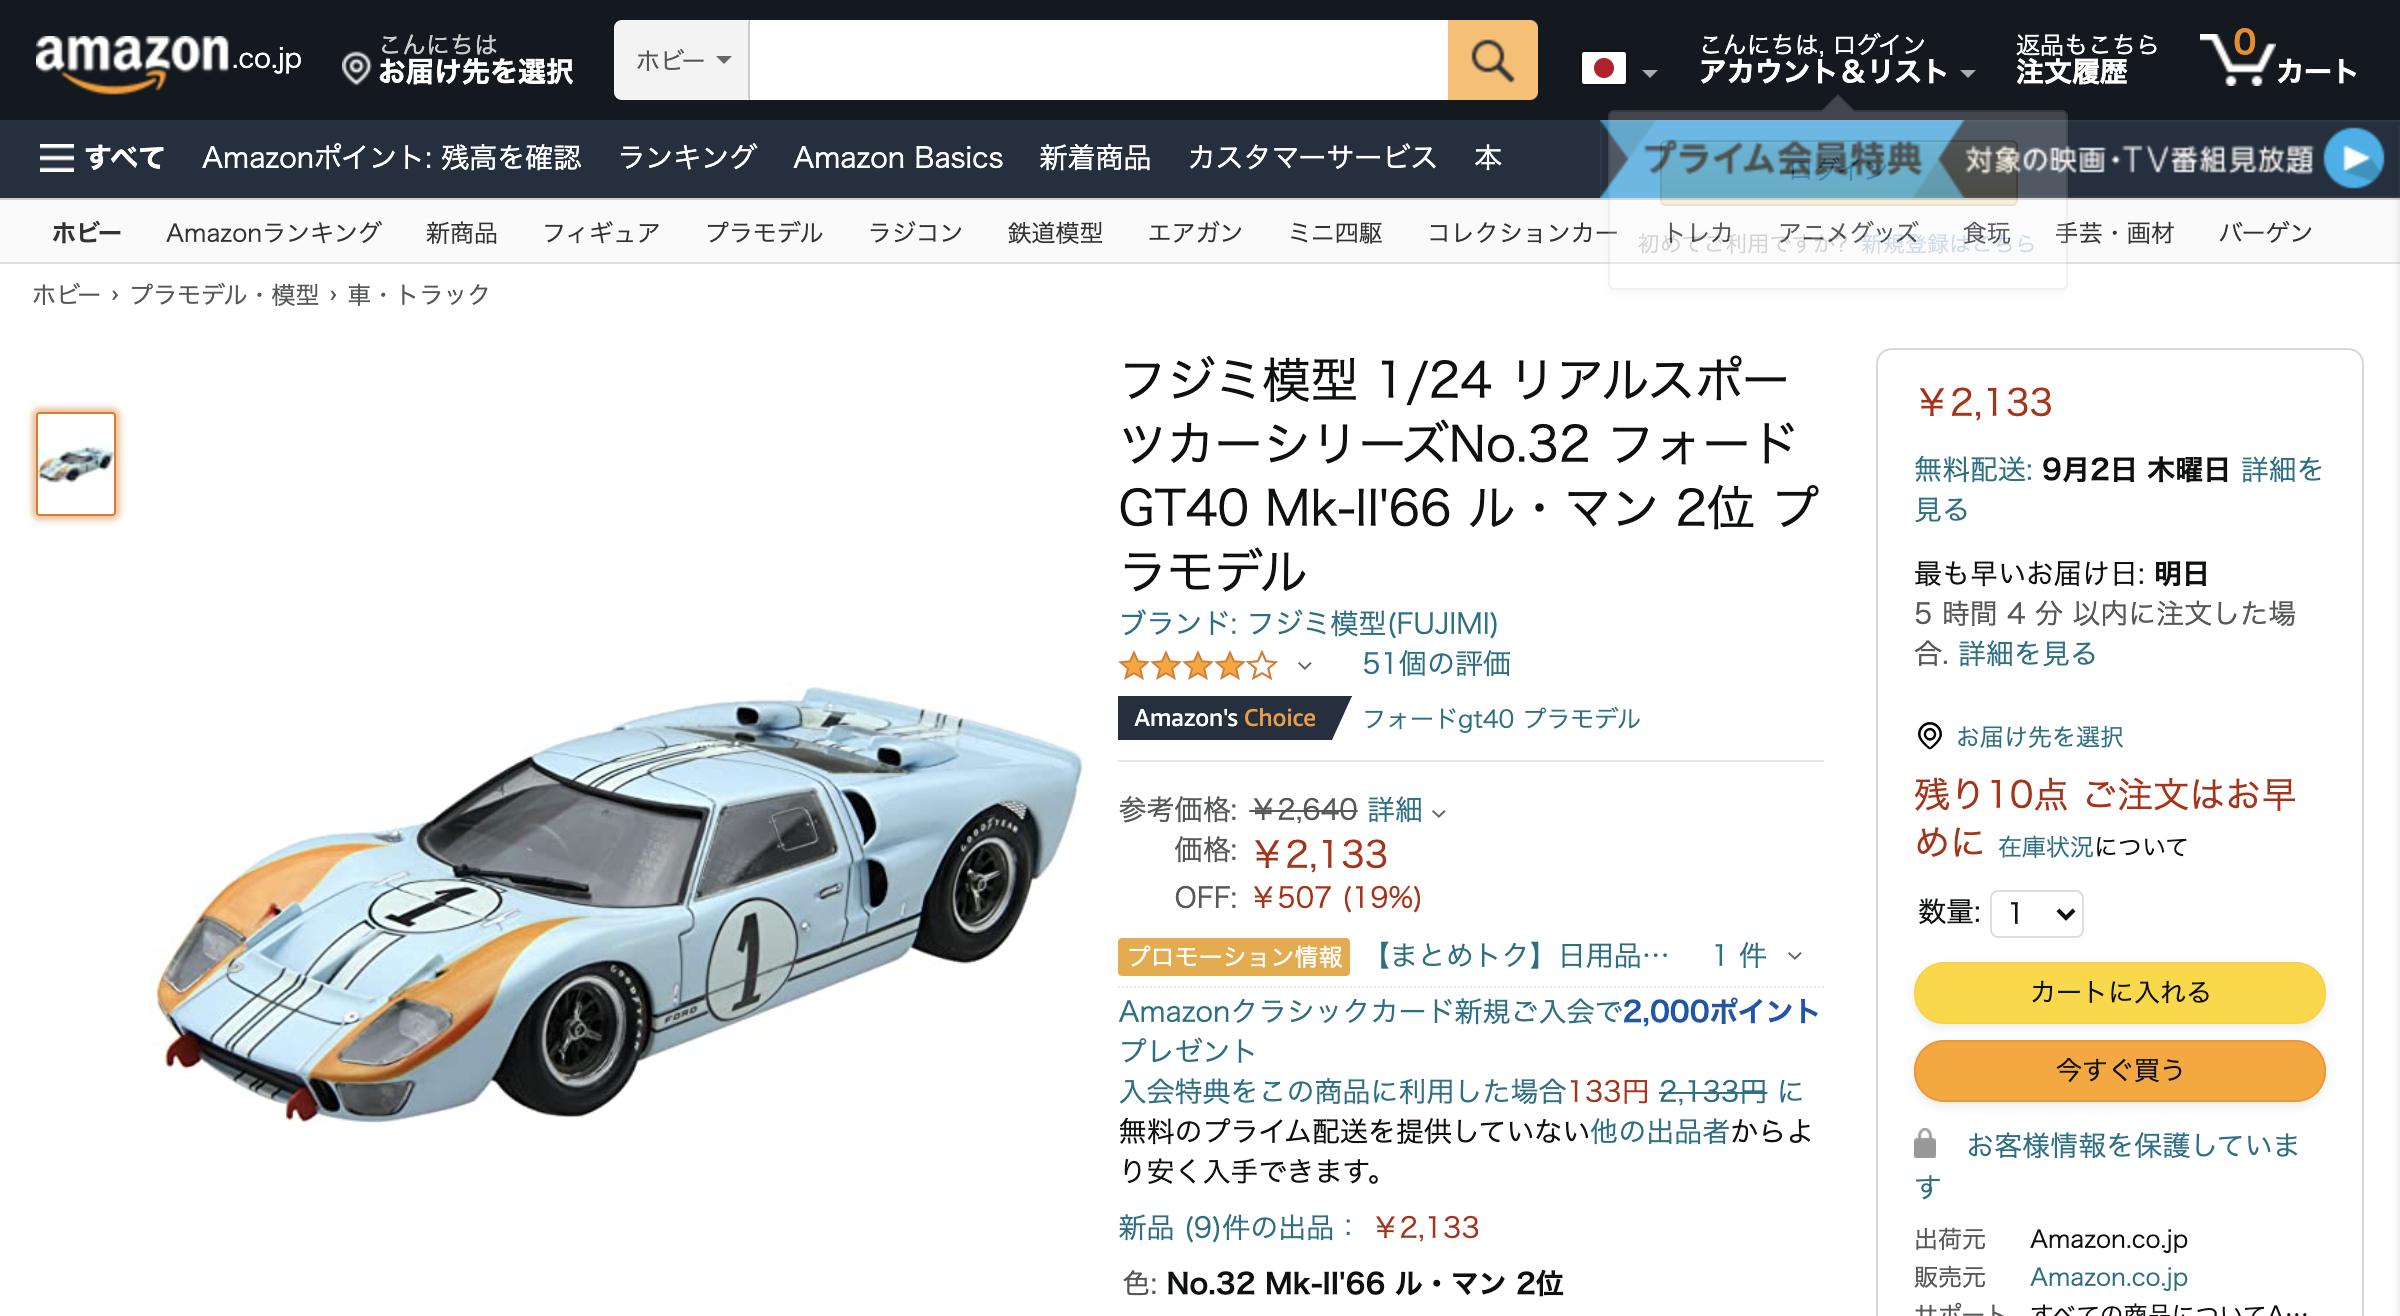 amazon.co.jp
こんにちは
お届け先を選択
ホビー
こんにちは, ログイン
アカウント＆リスト
返品もこちら
注文履歴
0
カート
すべて
Amazonポイント: 残高を確認
ランキング
Amazon Basics
新着商品
カスタマーサービス
本
プライム会員特典
対象の映画・TV番組見放題
ログイン
初めてご利用ですか? 新規登録はこちら
ホビー
Amazonランキング
新商品
フィギュア
プラモデル
ラジコン
鉄道模型
エアガン
ミニ四駆
コレクションカー
トレカ
アニメグッズ
食玩
手芸・画材
バーゲン
ホビー › プラモデル・模型 › 車・トラック
フジミ模型 1/24 リアルスポー
ツカーシリーズNo.32 フォード
GT40 Mk-II'66 ル・マン 2位 プ
ラモデル
ブランド: フジミ模型(FUJIMI)
51個の評価
Amazon's Choice
フォードgt40 プラモデル
参考価格: ￥2,640 詳細
価格: ￥2,133
OFF: ￥507 (19%)
プロモーション情報 【まとめトク】日用品… 1 件
Amazonクラシックカード新規ご入会で2,000ポイント
プレゼント
入会特典をこの商品に利用した場合133円 2,133円 に
無料のプライム配送を提供していない他の出品者からよ
り安く入手できます。
新品 (9)件の出品： ￥2,133
色: No.32 Mk-II'66 ル・マン 2位
1
1
FORD
GOODYEAR
GOODYEAR
￥2,133
無料配送: 9月2日 木曜日 詳細を
見る
最も早いお届け日: 明日
5 時間 4 分 以内に注文した場
合. 詳細を見る
お届け先を選択
残り10点 ご注文はお早
めに 在庫状況について
数量: 1
カートに入れる
今すぐ買う
お客様情報を保護していま
す
出荷元 Amazon.co.jp
販売元 Amazon.co.jp
サポート すべての商品についてA…